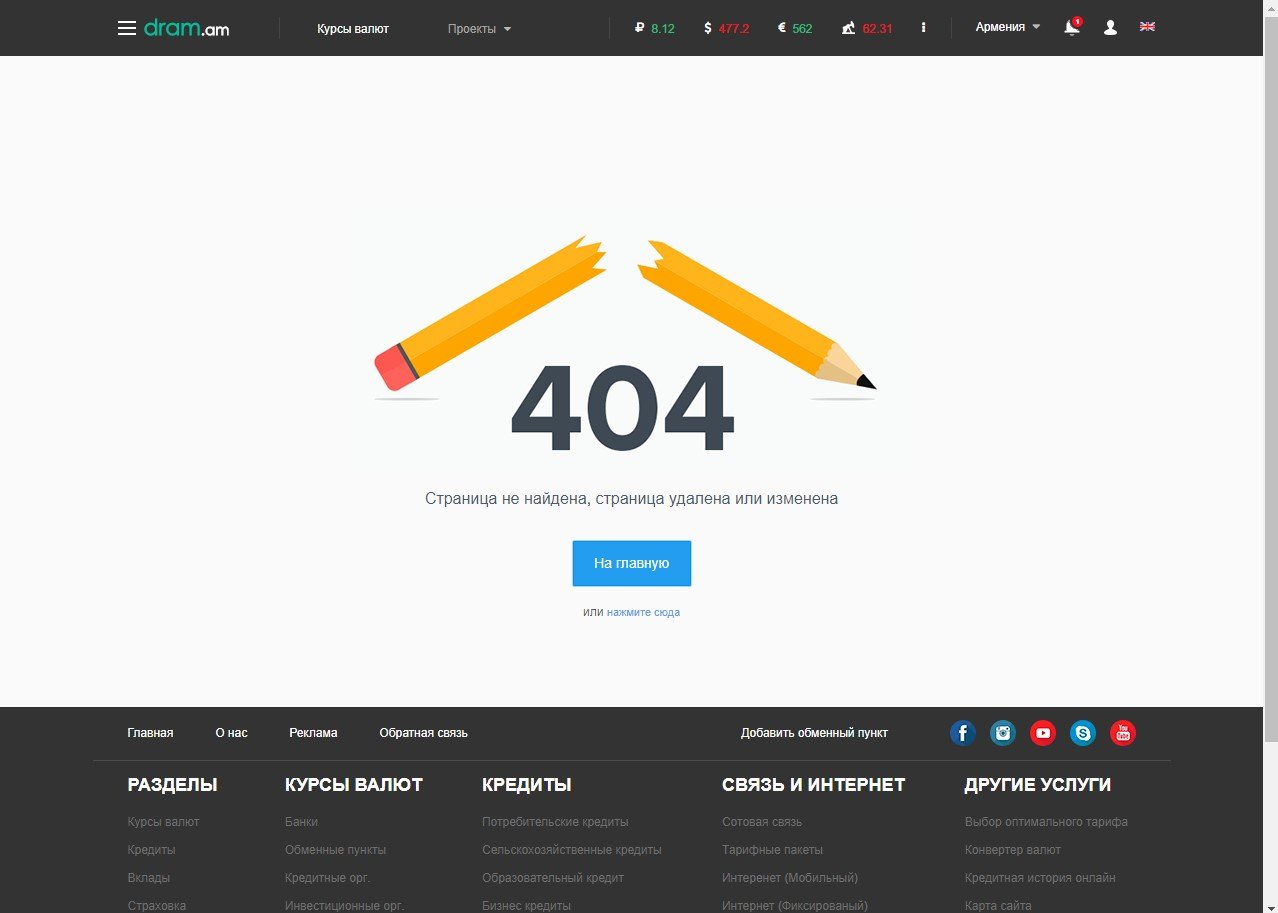 dram.am
Курсы валют
Проекты
₽ 8.12
$ 477.2
€ 562
62.31
Армения
1
404
Страница не найдена, страница удалена или изменена
На главную
или нажмите сюда
Главная
О нас
Реклама
Обратная связь
Добавить обменный пункт
You
Tube
РАЗДЕЛЫ
Курсы валют
Кредиты
Вклады
Страховка
КУРСЫ ВАЛЮТ
Банки
Обменные пункты
Кредитные орг.
Инвестиционные орг.
КРЕДИТЫ
Потребительские кредиты
Сельскохозяйственные кредиты
Образовательный кредит
Бизнес кредиты
СВЯЗЬ И ИНТЕРНЕТ
Сотовая связь
Тарифные пакеты
Интеренет (Мобильный)
Интернет (Фиксированый)
ДРУГИЕ УСЛУГИ
Выбор оптимального тарифа
Конвертер валют
Кредитная история онлайн
Карта сайта